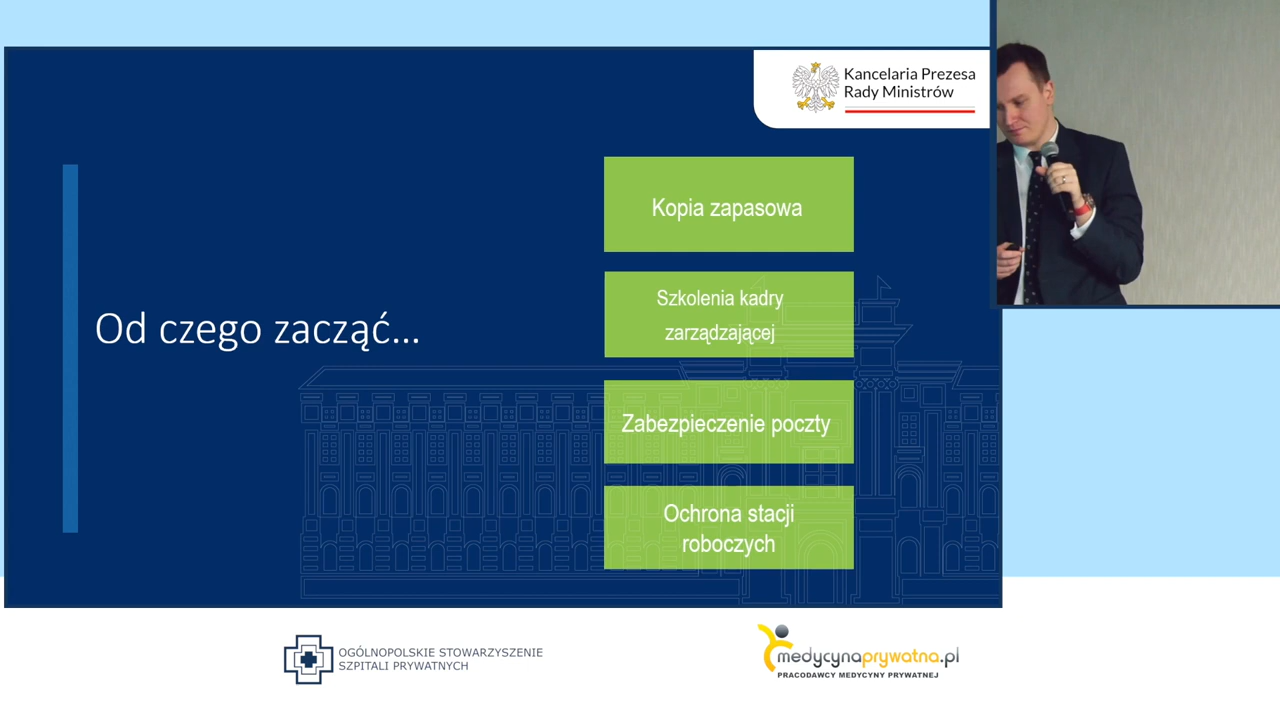 Kancelaria Prezesa
Rady Ministrów
Od czego zacząć...
Kopia zapasowa
Szkolenia kadry
zarządzającej
Zabezpieczenie poczty
Ochrona stacji
roboczych
OGÓLNOPOLSKIE STOWARZYSZENIE
SZPITALI PRYWATNYCH
medycynaprywatna.pl
PRACODAWCY MEDYCYNY PRYWATNEJ